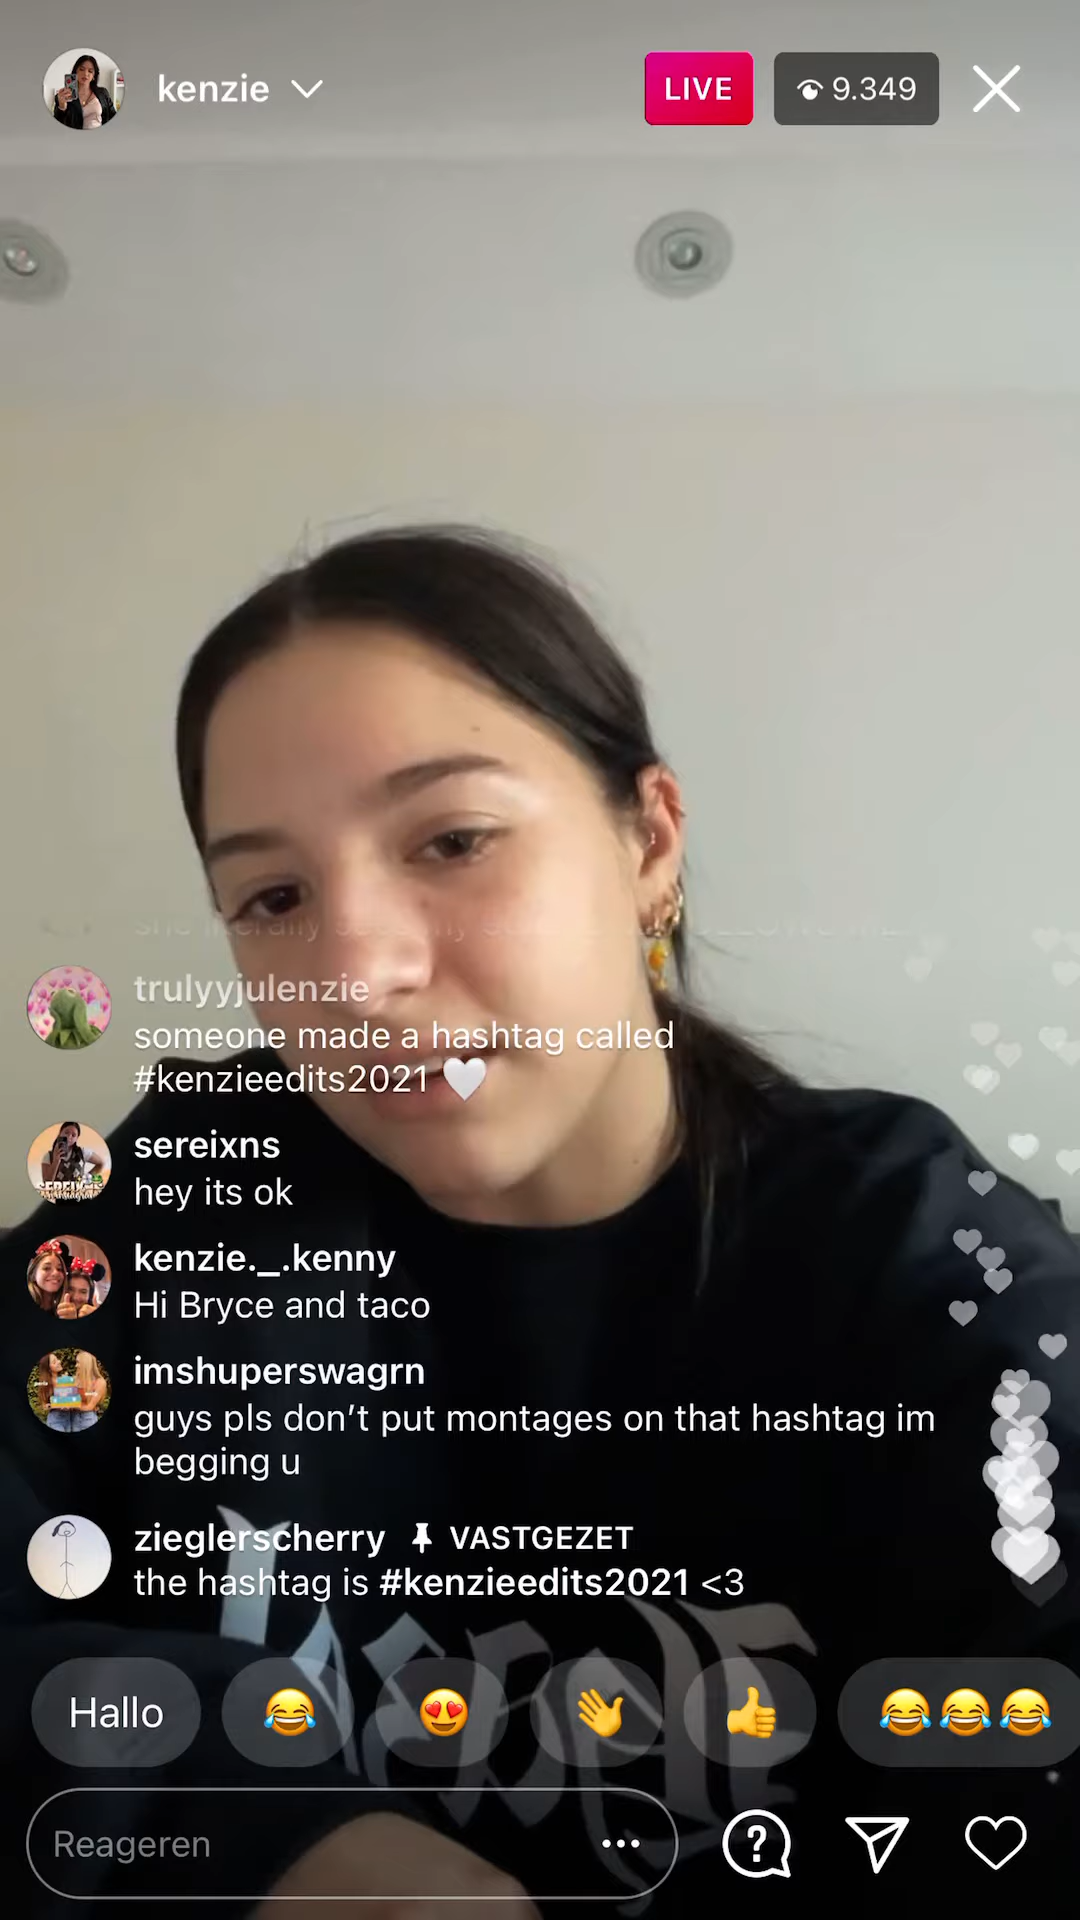 kenzie
LIVE
9.349
trulyyjulenzie
someone made a hashtag called
#kenzieedits2021 🤍
sereixns
hey its ok
kenzie._.kenny
Hi Bryce and taco
imshuperswagrn
guys pls don’t put montages on that hashtag im
begging u
zieglerscherry VASTGEZET
the hashtag is #kenzieedits2021 <3
Hallo 😂 😍 👋 👍 😂😂😂
Reageren